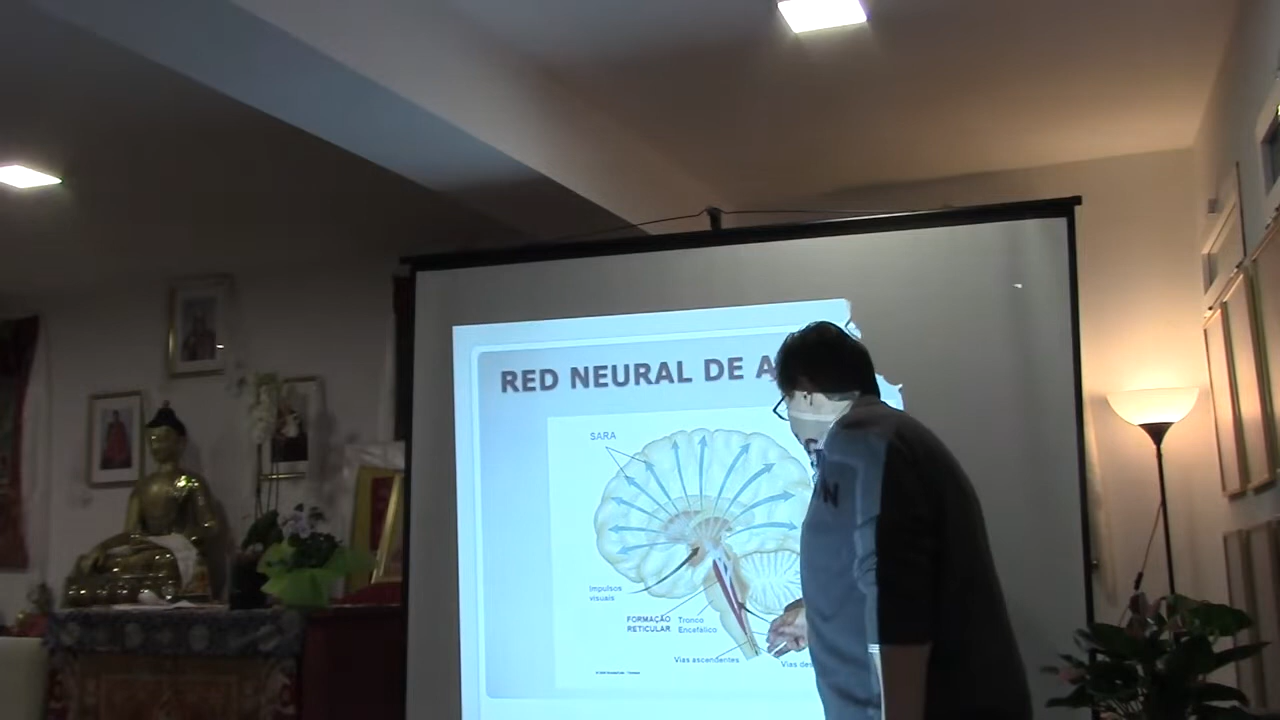 RED NEURAL DE A
SARA
Impulsos
visuais
FORMAÇÃO
RETICULAR
Tronco
Encefálico
Vias ascendentes
Vias des
N